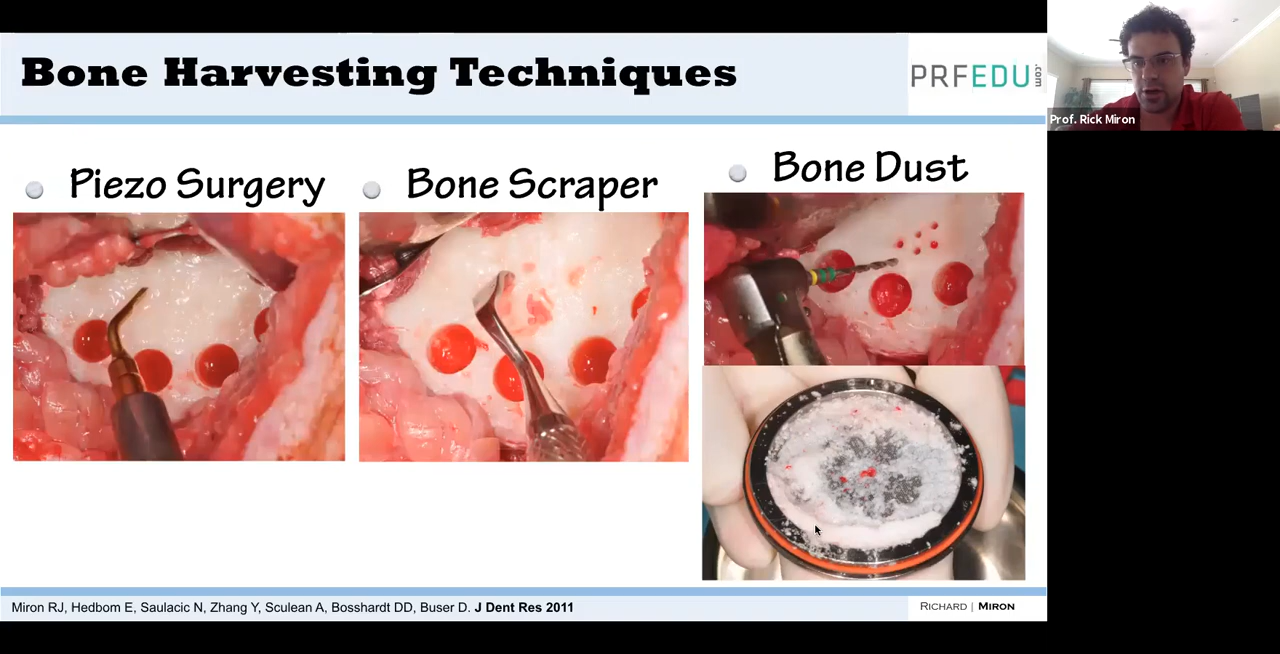 Bone Harvesting Techniques
PRFEDU.com
Prof. Rick Miron
Piezo Surgery
Bone Scraper
Bone Dust
Miron RJ, Hedbom E, Saulacic N, Zhang Y, Sculean A, Bosshardt DD, Buser D. J Dent Res 2011
RICHARD | MIRON